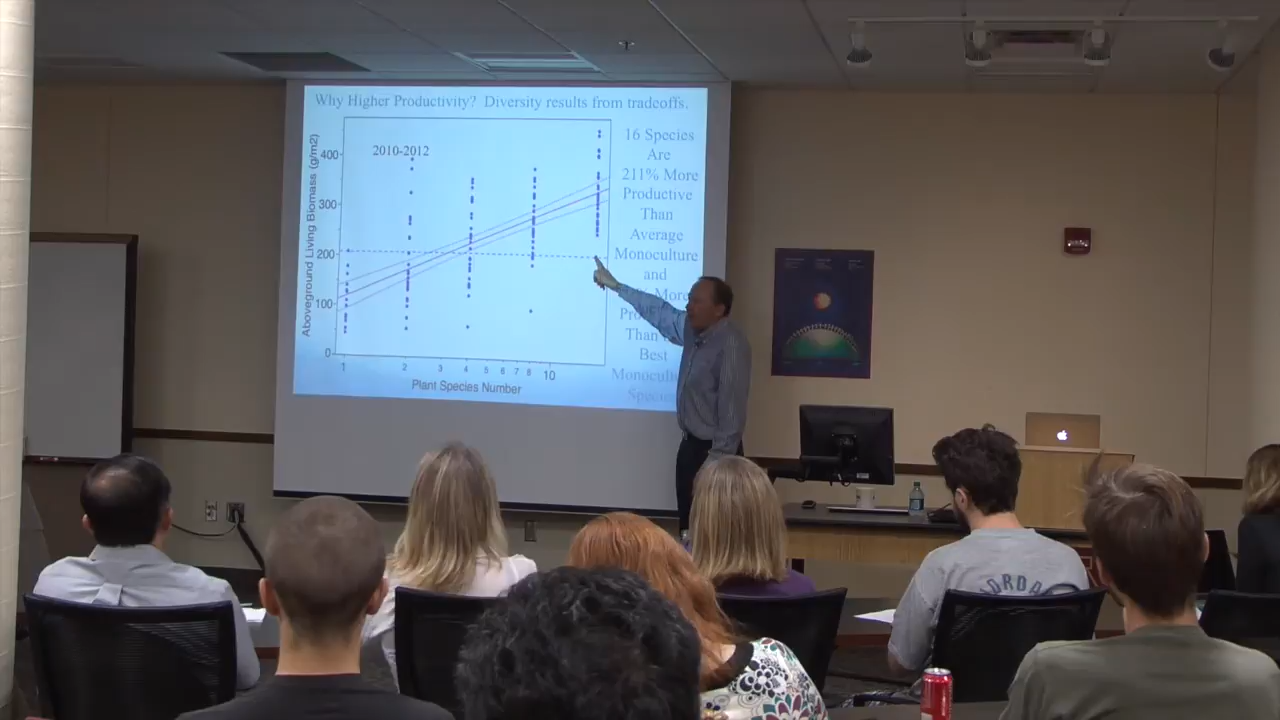 Why Higher Productivity? Diversity results from tradeoffs.
2010-2012
Aboveground Living Biomass (g/m2)
400
300
200
100
0
1
2
3
4
5
6
7
8
10
Plant Species Number
16 Species
Are
211% More
Productive
Than
Average
Monoculture
and
% More
Than
Best